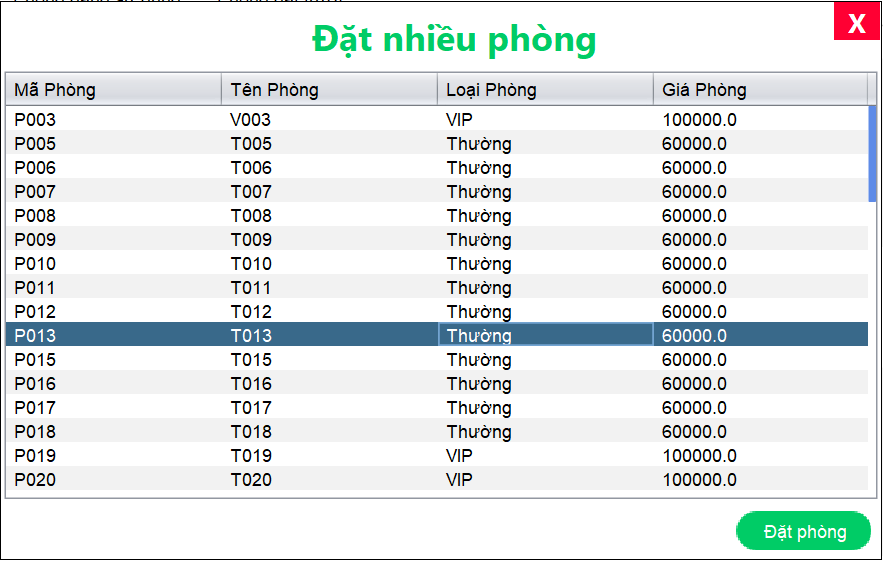 X
Đặt nhiều phòng
Mã Phòng Tên Phòng Loại Phòng Giá Phòng
P003 V003 VIP 100000.0
P005 T005 Thường 60000.0
P006 T006 Thường 60000.0
P007 T007 Thường 60000.0
P008 T008 Thường 60000.0
P009 T009 Thường 60000.0
P010 T010 Thường 60000.0
P011 T011 Thường 60000.0
P012 T012 Thường 60000.0
P013 T013 Thường 60000.0
P015 T015 Thường 60000.0
P016 T016 Thường 60000.0
P017 T017 Thường 60000.0
P018 T018 Thường 60000.0
P019 T019 VIP 100000.0
P020 T020 VIP 100000.0
Đặt phòng